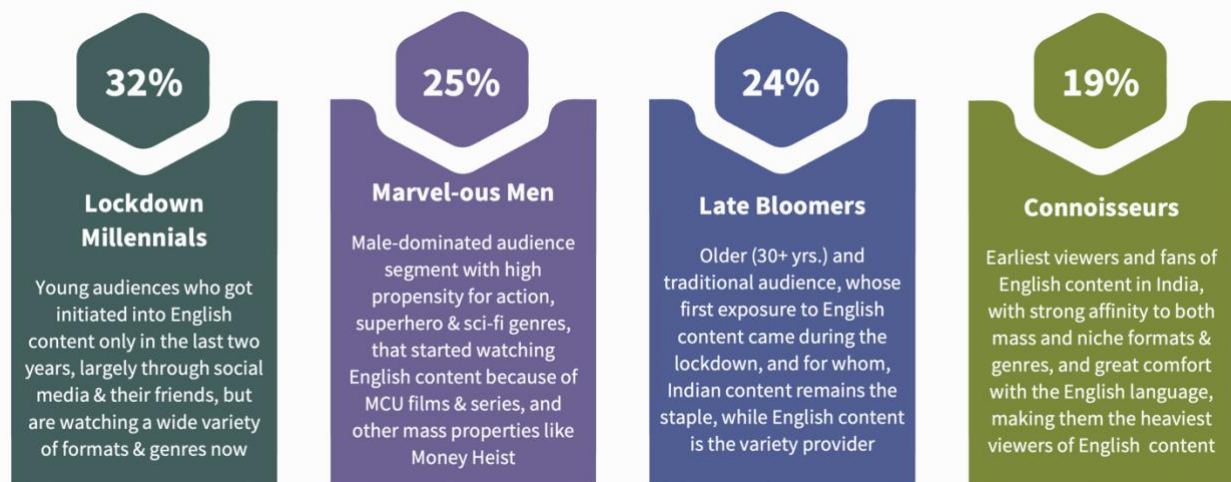 32%
Lockdown
Millennials
Young audiences who got
initiated into English
content only in the last two
years, largely through social
media & their friends, but
are watching a wide variety
of formats & genres now
25%
Marvel-ous Men
Male-dominated audience
segment with high
propensity for action,
superhero & sci-fi genres,
that started watching
English content because of
MCU films & series, and
other mass properties like
Money Heist
24%
Late Bloomers
Older (30+ yrs.) and
traditional audience, whose
first exposure to English
content came during the
lockdown, and for whom,
Indian content remains the
staple, while English content
is the variety provider
19%
Connoisseurs
Earliest viewers and fans of
English content in India,
with strong affinity to both
mass and niche formats &
genres, and great comfort
with the English language,
making them the heaviest
viewers of English content